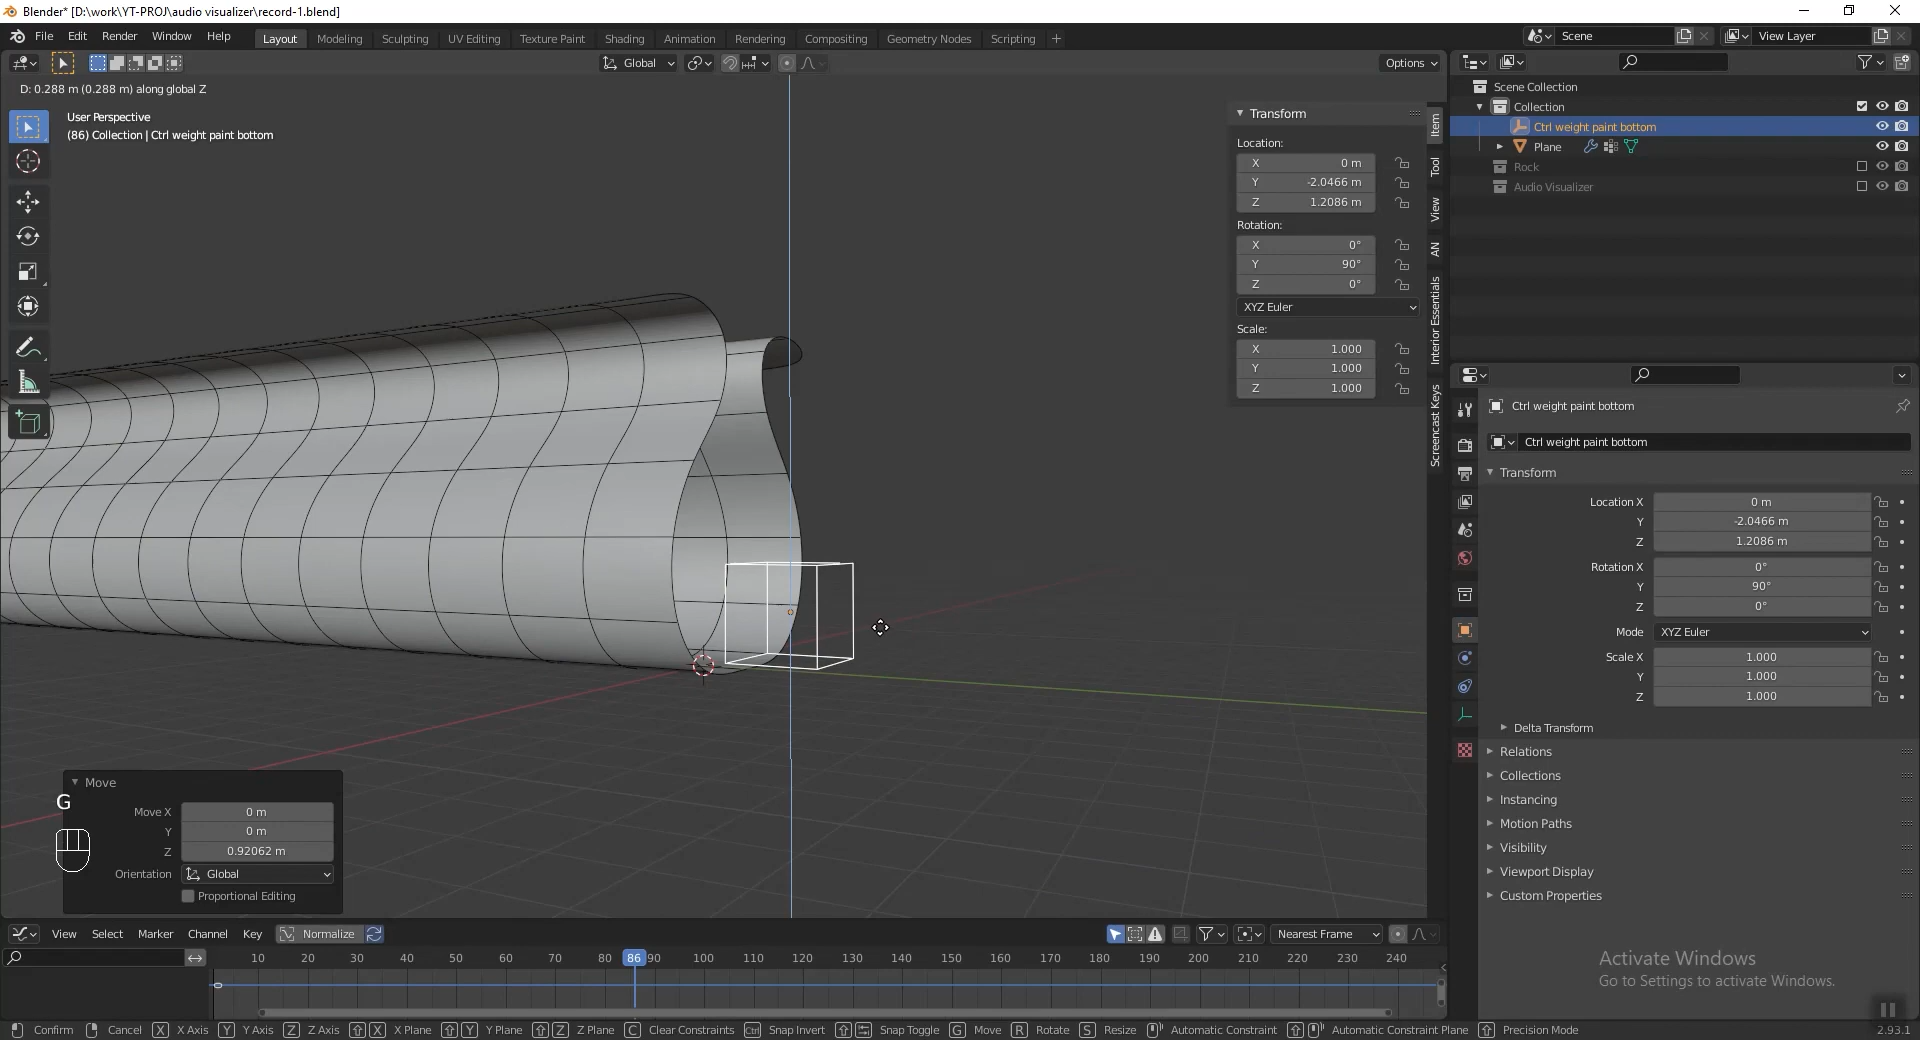 Blender* [D:\work\YT-PROJ\audio visualizer\record-1.blend]
File Edit Render Window Help Layout Modeling Sculpting UV Editing Texture Paint Shading Animation Rendering Compositing Geometry Nodes Scripting + Scene View Layer
Global Options
D: 0.288 m (0.288 m) along global Z
User Perspective
(86) Collection | Ctrl weight paint bottom
Transform
Location:
X 0 m
Y -2.0466 m
Z 1.2086 m
Rotation:
X 0°
Y 90°
Z 0°
XYZ Euler
Scale:
X 1.000
Y 1.000
Z 1.000
Item
Tool
View
AN
Interior Essentials
Screencast Keys
Scene Collection
Collection
Ctrl weight paint bottom
Plane
Rock
Audio Visualizer
Ctrl weight paint bottom
Ctrl weight paint bottom
Transform
Location X 0 m
Y -2.0466 m
Z 1.2086 m
Rotation X 0°
Y 90°
Z 0°
Mode XYZ Euler
Scale X 1.000
Y 1.000
Z 1.000
Delta Transform
Relations
Collections
Instancing
Motion Paths
Visibility
Viewport Display
Custom Properties
Move
G
Move X 0 m
Y 0 m
Z 0.92062 m
Orientation Global
Proportional Editing
View Select Marker Channel Key Normalize Nearest Frame
10 20 30 40 50 60 70 80 86 90 100 110 120 130 140 150 160 170 180 190 200 210 220 230 240
Activate Windows
Go to Settings to activate Windows.
Confirm Cancel X X Axis Y Y Axis Z Z Axis X X Plane Y Y Plane Z Z Plane C Clear Constraints Ctrl Snap Invert Snap Toggle G Move R Rotate S Resize Automatic Constraint Automatic Constraint Plane Precision Mode 2.93.1